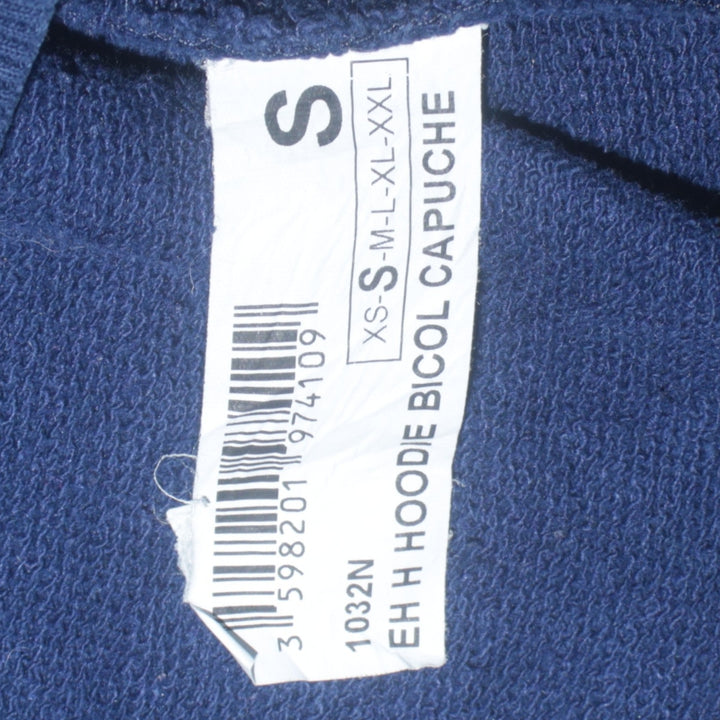 S
XS-S-M-L-XL-XXL
3 598201 974109
1032N
EH H HOODIE BICOL CAPUCHE